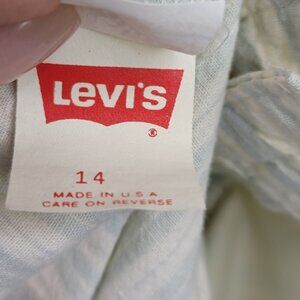 Levi's
®
14
MADE IN U.S.A
CARE ON REVERSE